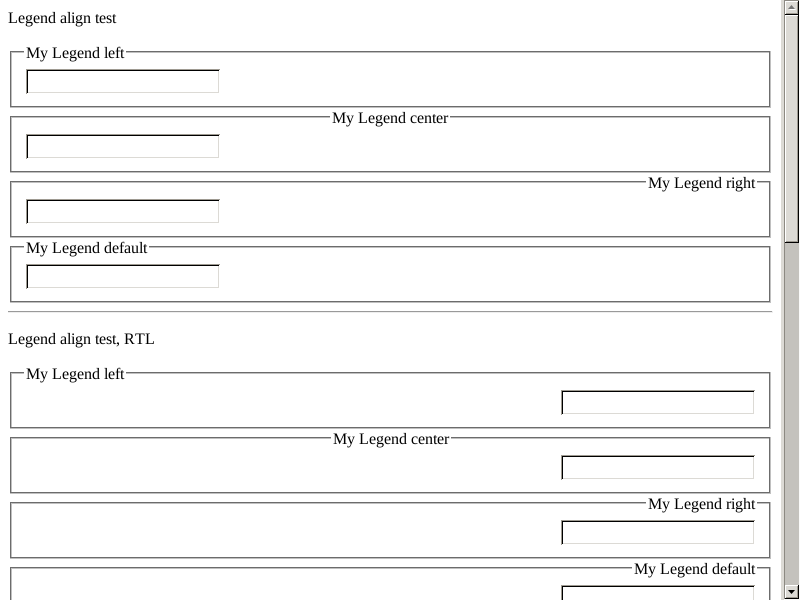 Legend align test
My Legend left
My Legend center
My Legend right
My Legend default
Legend align test, RTL
My Legend left
My Legend center
My Legend right
My Legend default